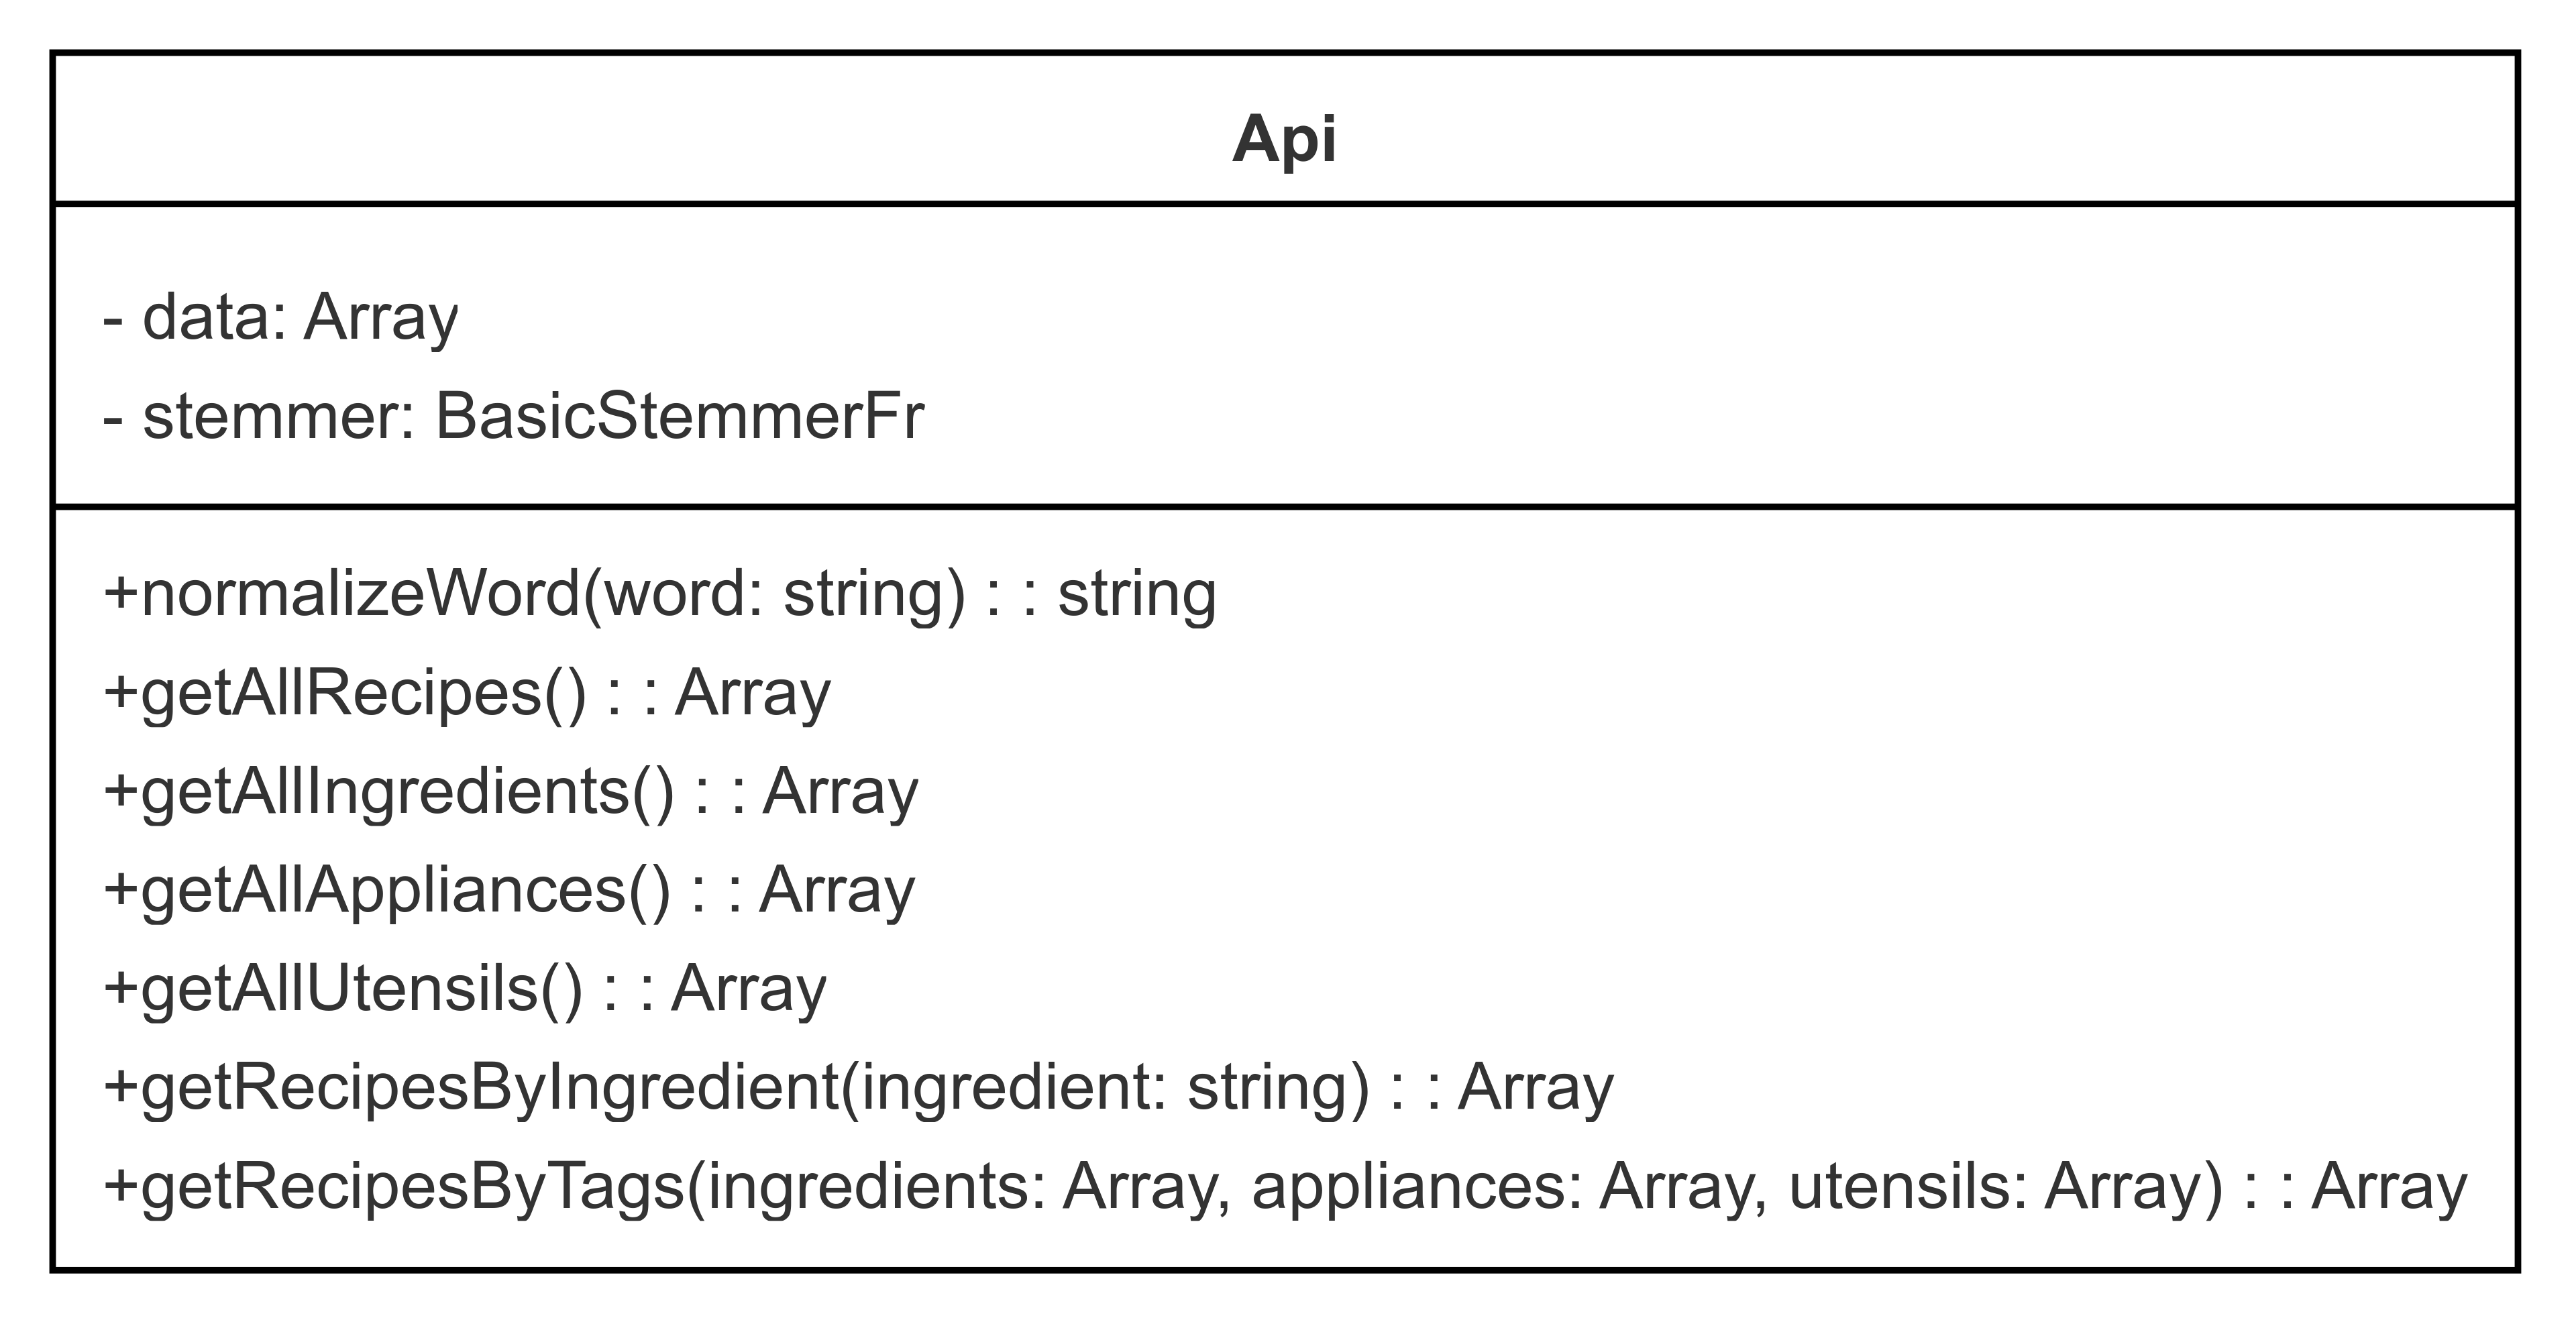 Api
- data: Array
- stemmer: BasicStemmerFr
+normalizeWord(word: string) : : string
+getAllRecipes() : : Array
+getAllIngredients() : : Array
+getAllAppliances() : : Array
+getAllUtensils() : : Array
+getRecipesByIngredient(ingredient: string) : : Array
+getRecipesByTags(ingredients: Array, appliances: Array, utensils: Array) : : Array